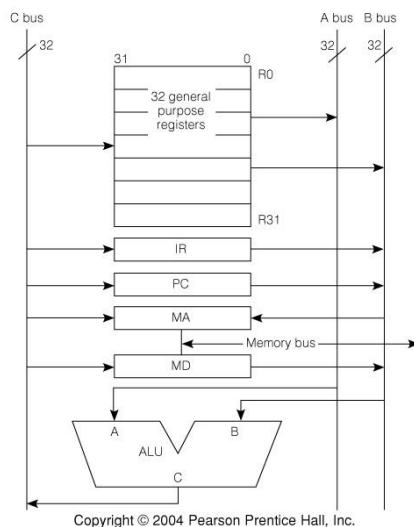 C bus
A bus
B bus
32
32
32
31
0
R0
32 general
purpose
registers
R31
IR
PC
MA
Memory bus
MD
A
B
ALU
C
Copyright © 2004 Pearson Prentice Hall, Inc.